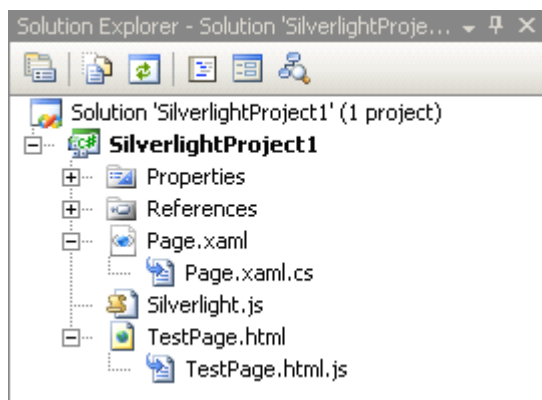 Solution Explorer - Solution 'SilverlightProje...
Solution 'SilverlightProject1' (1 project)
SilverlightProject1
Properties
References
Page.xaml
Page.xaml.cs
Silverlight.js
TestPage.html
TestPage.html.js